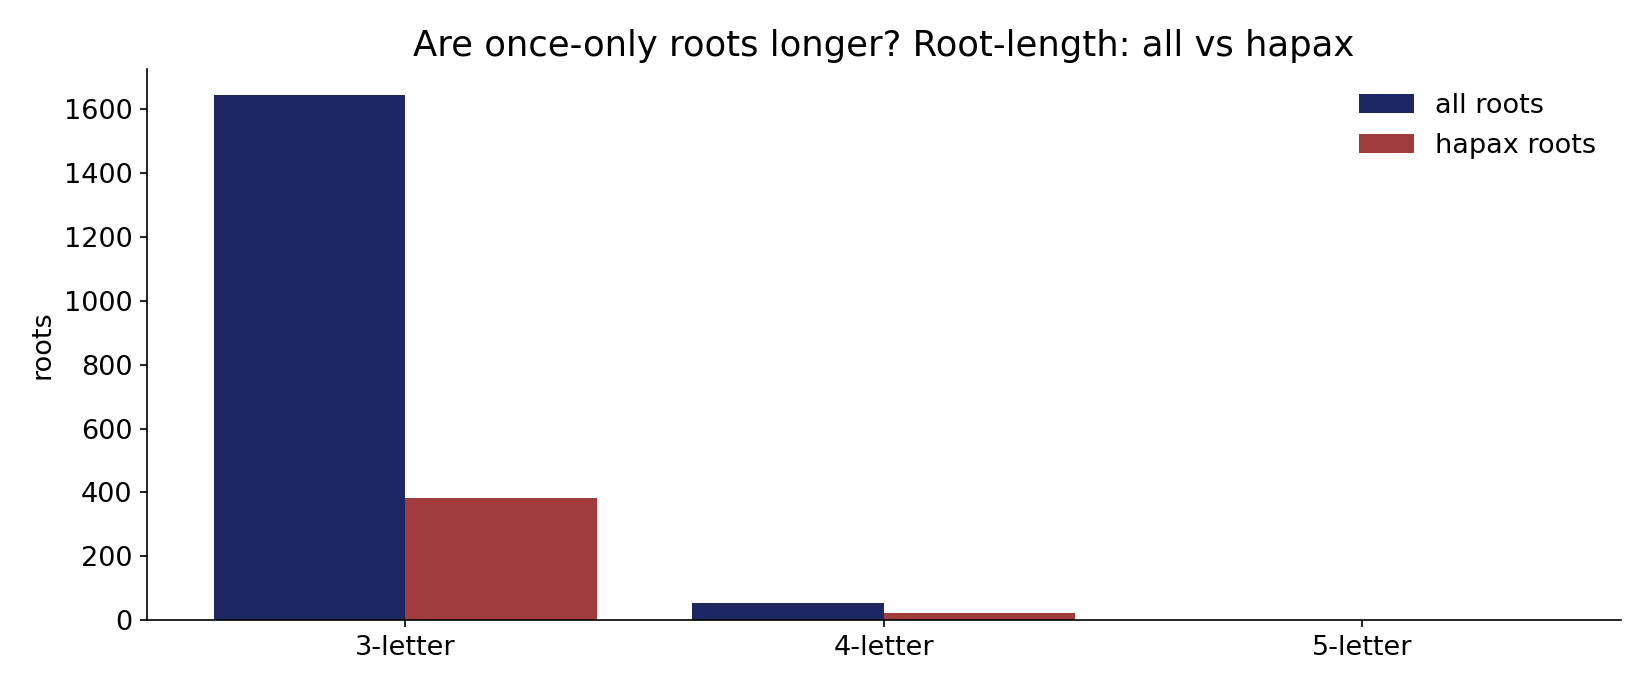 Are once-only roots longer? Root-length: all vs hapax
all roots
hapax roots
roots
1600
1400
1200
1000
800
600
400
200
0
3-letter
4-letter
5-letter